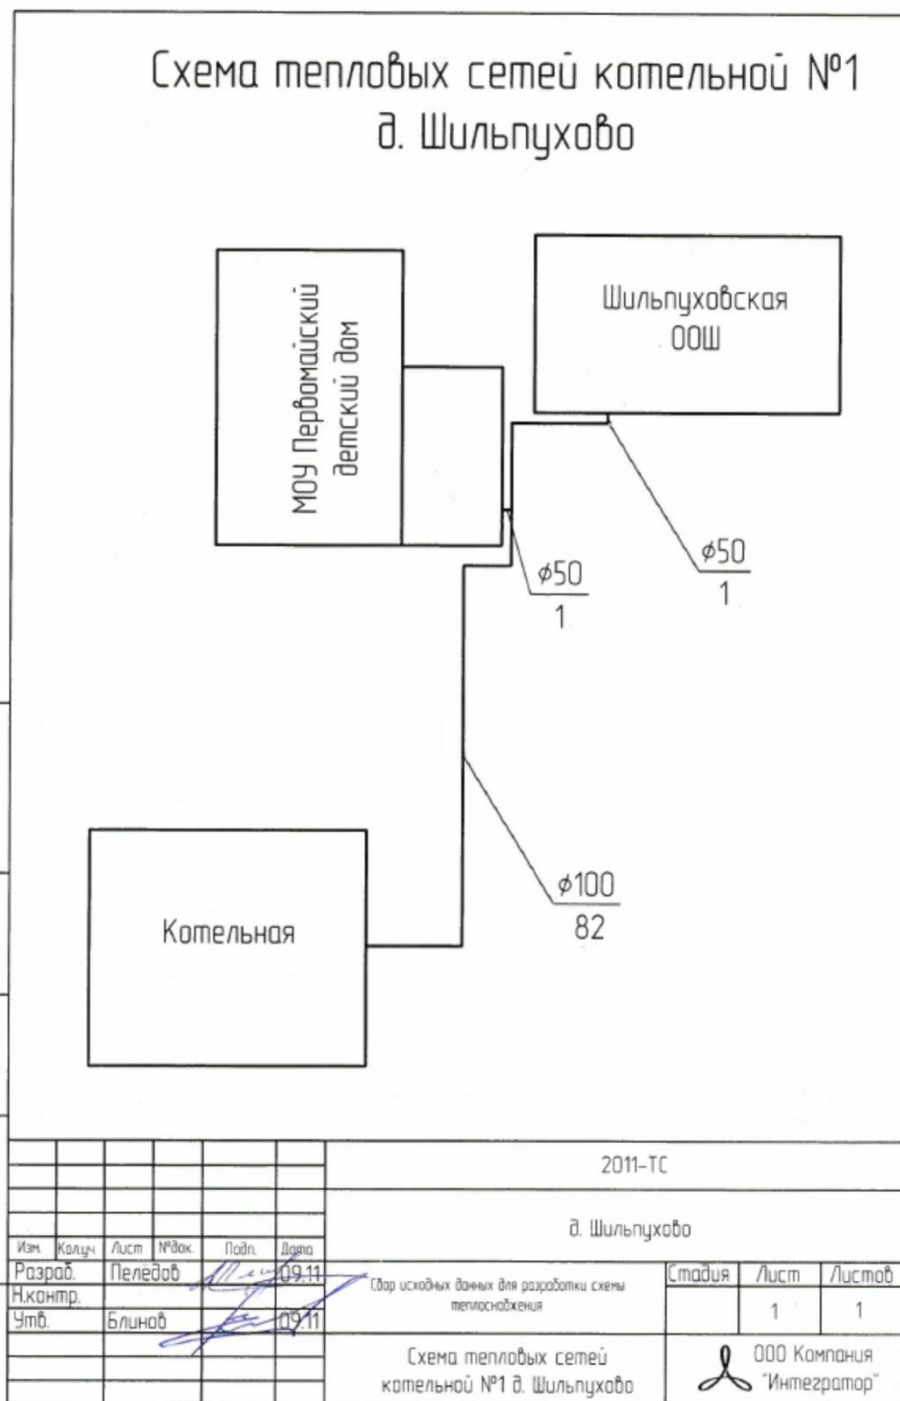 Схема тепловых сетей котельной №1
д. Шильпухово
МОУ Первомайский
детский дом
Шильпуховская
ООШ
ϕ50
1
ϕ50
1
ϕ100
82
Котельная
2011-ТС
д. Шильпухово
Изм. Кол.уч Лист №док. Подп. Дата
Разраб. Пеледов 09.11
Н.контр.
Утв. Блинов 09.11
Сбор исходных данных для разработки схемы
теплоснабжения
Стадия Лист Листов
1 1
Схема тепловых сетей
котельной №1 д. Шильпухово
ООО Компания
"Интегратор"